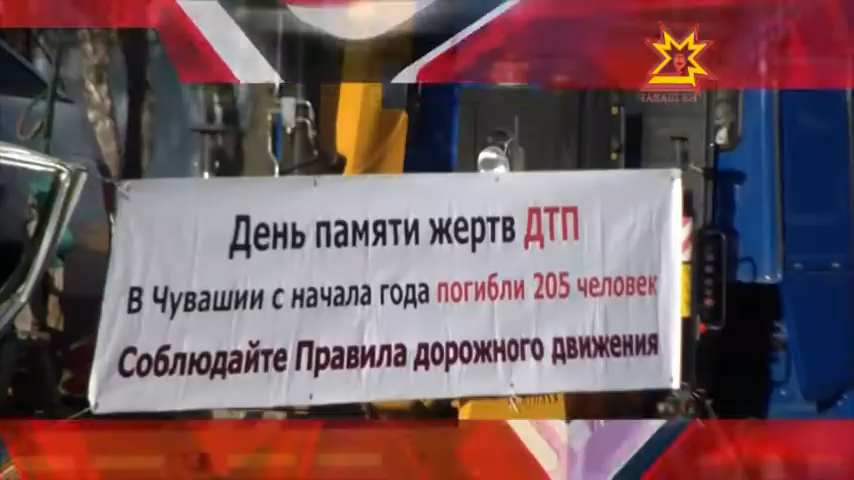 День памяти жертв ДТП
В Чувашии с начала года погибли 205 человек
Соблюдайте Правила дорожного движения